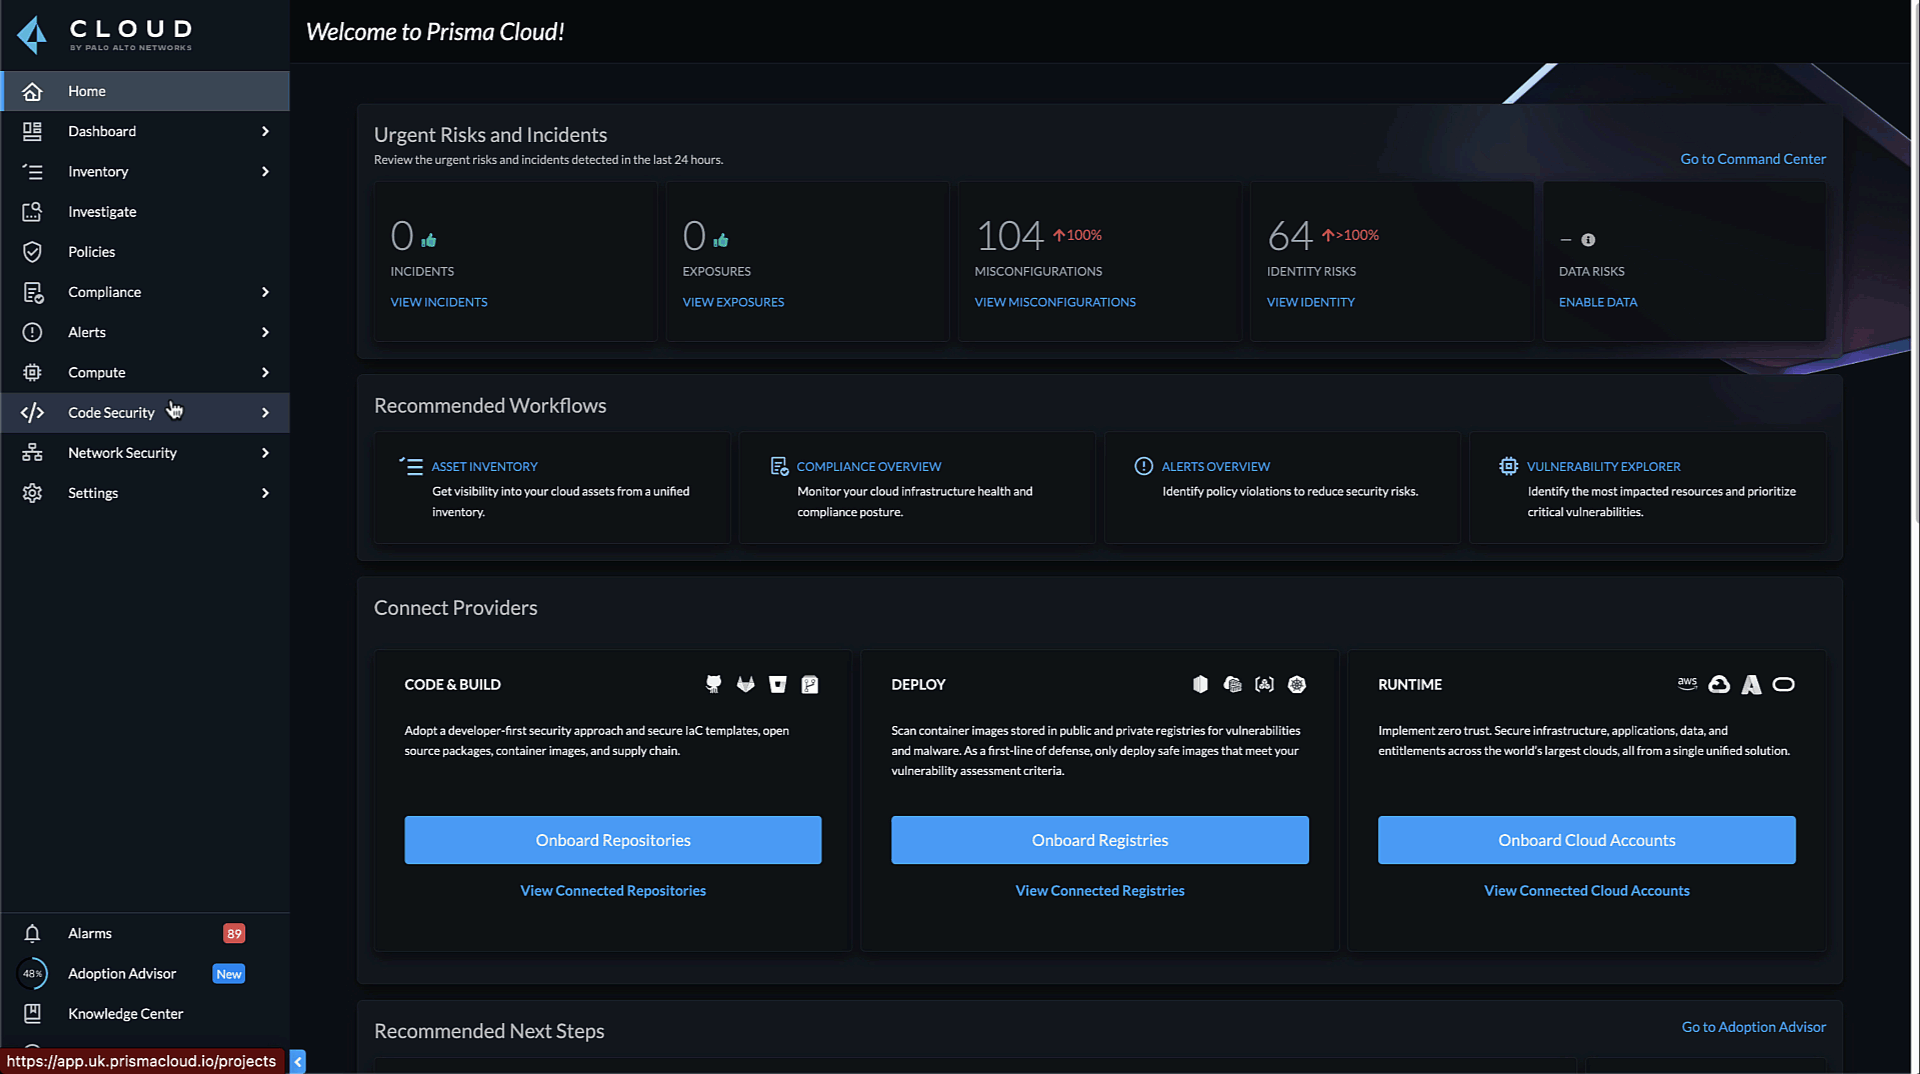 CLOUD
BY PALO ALTO NETWORKS
Welcome to Prisma Cloud!
Home
Dashboard
Inventory
Investigate
Policies
Compliance
Alerts
Compute
Code Security
Network Security
Settings
Alarms
89
48%
Adoption Advisor
New
Knowledge Center
https://app.uk.prismacloud.io/projects
Urgent Risks and Incidents
Review the urgent risks and incidents detected in the last 24 hours.
Go to Command Center
0
INCIDENTS
VIEW INCIDENTS
0
EXPOSURES
VIEW EXPOSURES
104 ↑100%
MISCONFIGURATIONS
VIEW MISCONFIGURATIONS
64 ↑>100%
IDENTITY RISKS
VIEW IDENTITY
–
DATA RISKS
ENABLE DATA
Recommended Workflows
ASSET INVENTORY
Get visibility into your cloud assets from a unified
inventory.
COMPLIANCE OVERVIEW
Monitor your cloud infrastructure health and
compliance posture.
ALERTS OVERVIEW
Identify policy violations to reduce security risks.
VULNERABILITY EXPLORER
Identify the most impacted resources and prioritize
critical vulnerabilities.
Connect Providers
CODE & BUILD
Adopt a developer-first security approach and secure IaC templates, open
source packages, container images, and supply chain.
Onboard Repositories
View Connected Repositories
DEPLOY
Scan container images stored in public and private registries for vulnerabilities
and malware. As a first-line of defense, only deploy safe images that meet your
vulnerability assessment criteria.
Onboard Registries
View Connected Registries
RUNTIME
aws
Implement zero trust. Secure infrastructure, applications, data, and
entitlements across the world's largest clouds, all from a single unified solution.
Onboard Cloud Accounts
View Connected Cloud Accounts
Recommended Next Steps
Go to Adoption Advisor